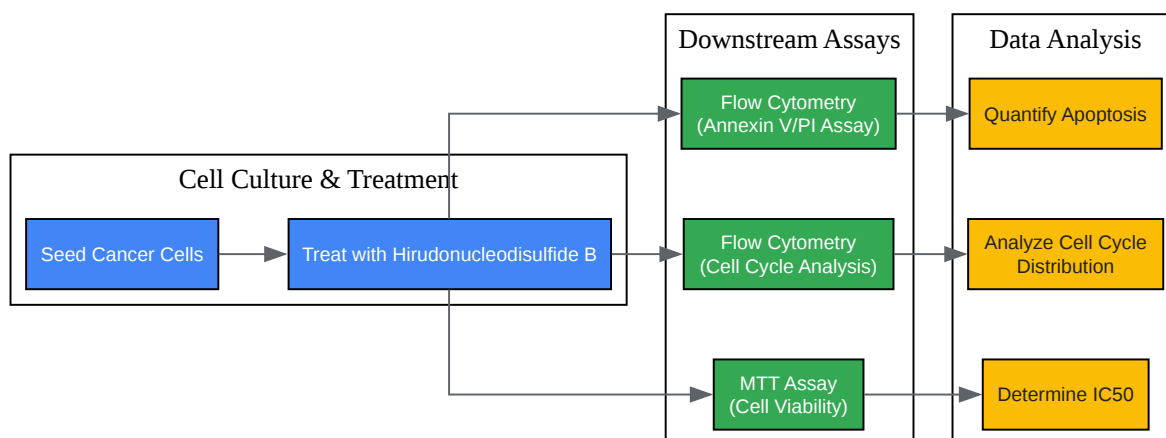 Downstream Assays
Data Analysis
Flow Cytometry
(Annexin V/PI Assay)
Quantify Apoptosis
Cell Culture & Treatment
Seed Cancer Cells
Treat with Hirudonucleodisulfide B
Flow Cytometry
(Cell Cycle Analysis)
Analyze Cell Cycle
Distribution
MTT Assay
(Cell Viability)
Determine IC50